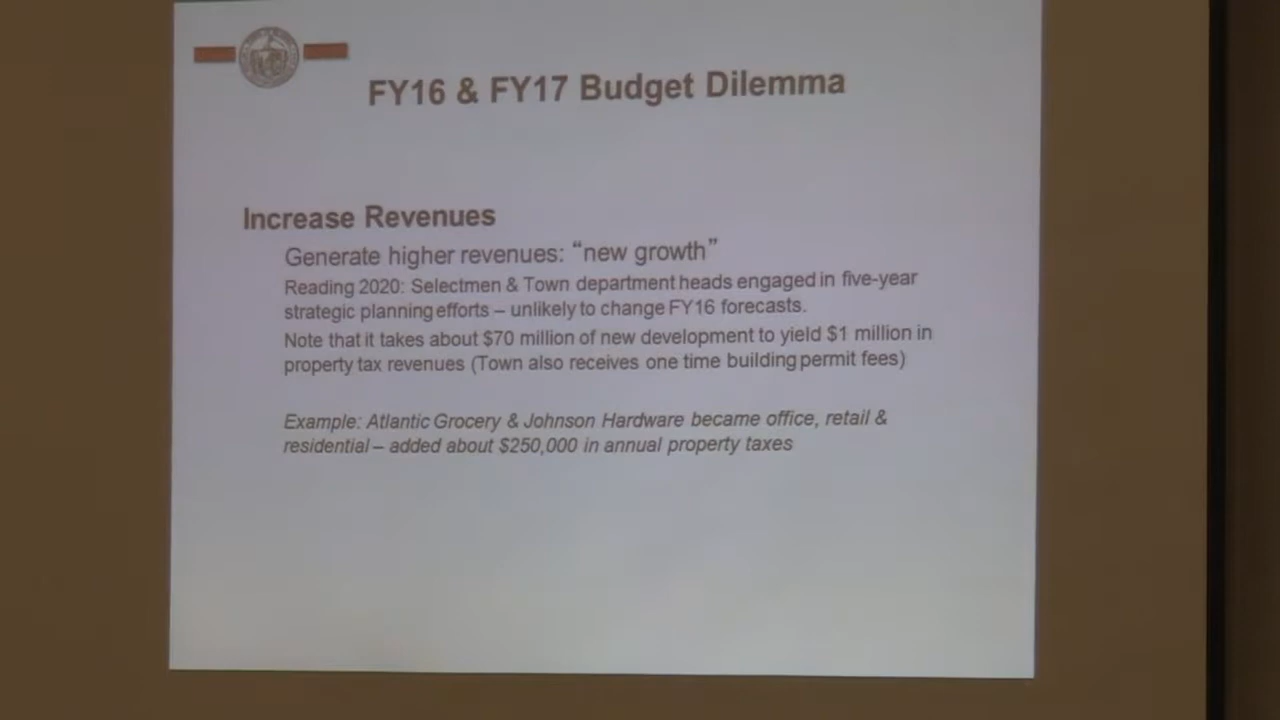 FY16 & FY17 Budget Dilemma
Increase Revenues
Generate higher revenues: “new growth”
Reading 2020: Selectmen & Town department heads engaged in five-year
strategic planning efforts – unlikely to change FY16 forecasts.
Note that it takes about $70 million of new development to yield $1 million in
property tax revenues (Town also receives one time building permit fees)
Example: Atlantic Grocery & Johnson Hardware became office, retail &
residential – added about $250,000 in annual property taxes